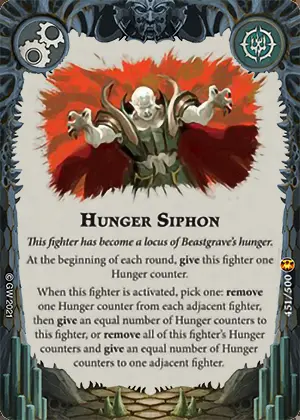 HUNGER SIPHON
This fighter has become a locus of Beastgrave's hunger.
At the beginning of each round, give this fighter one
Hunger counter.
When this fighter is activated, pick one: remove
one Hunger counter from each adjacent fighter,
then give an equal number of Hunger counters to
this fighter, or remove all of this fighter's Hunger
counters and give an equal number of Hunger
counters to one adjacent fighter.
© GW 2021
451/500